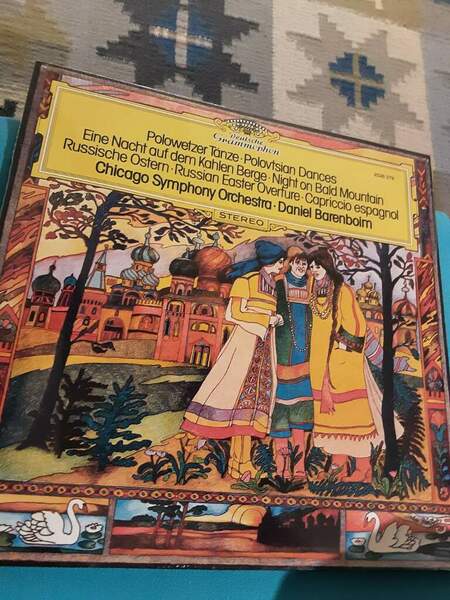 Deutsche
Grammophon
Polowetzer Tänze · Polovtsian Dances
Eine Nacht auf dem Kahlen Berge · Night on Bald Mountain
Russische Ostern · Russian Easter Overture · Capriccio espagnol
Chicago Symphony Orchestra · Daniel Barenboim
STEREO